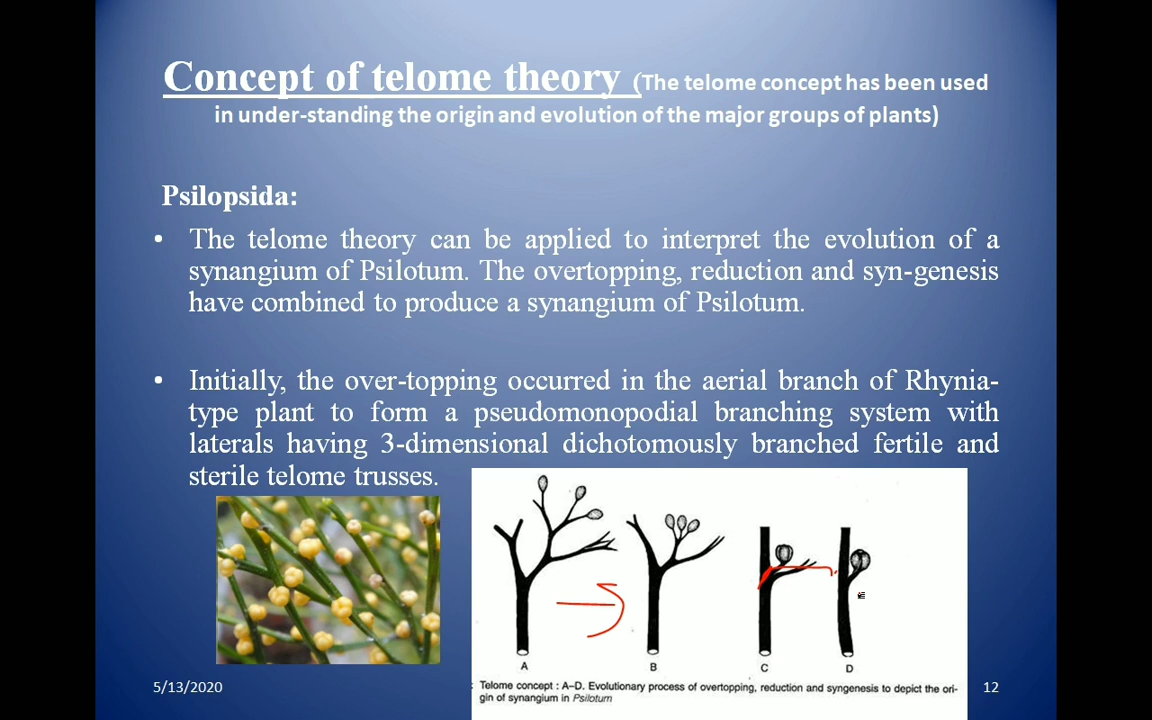 Concept of telome theory (The telome concept has been used
in under-standing the origin and evolution of the major groups of plants)
Psilopsida:
• The telome theory can be applied to interpret the evolution of a
synangium of Psilotum. The overtopping, reduction and syn-genesis
have combined to produce a synangium of Psilotum.
• Initially, the over-topping occurred in the aerial branch of Rhynia-
type plant to form a pseudomonopodial branching system with
laterals having 3-dimensional dichotomously branched fertile and
sterile telome trusses.
A B C D
: Telome concept : A–D. Evolutionary process of overtopping, reduction and syngenesis to depict the ori-
gin of synangium in Psilotum
5/13/2020 12